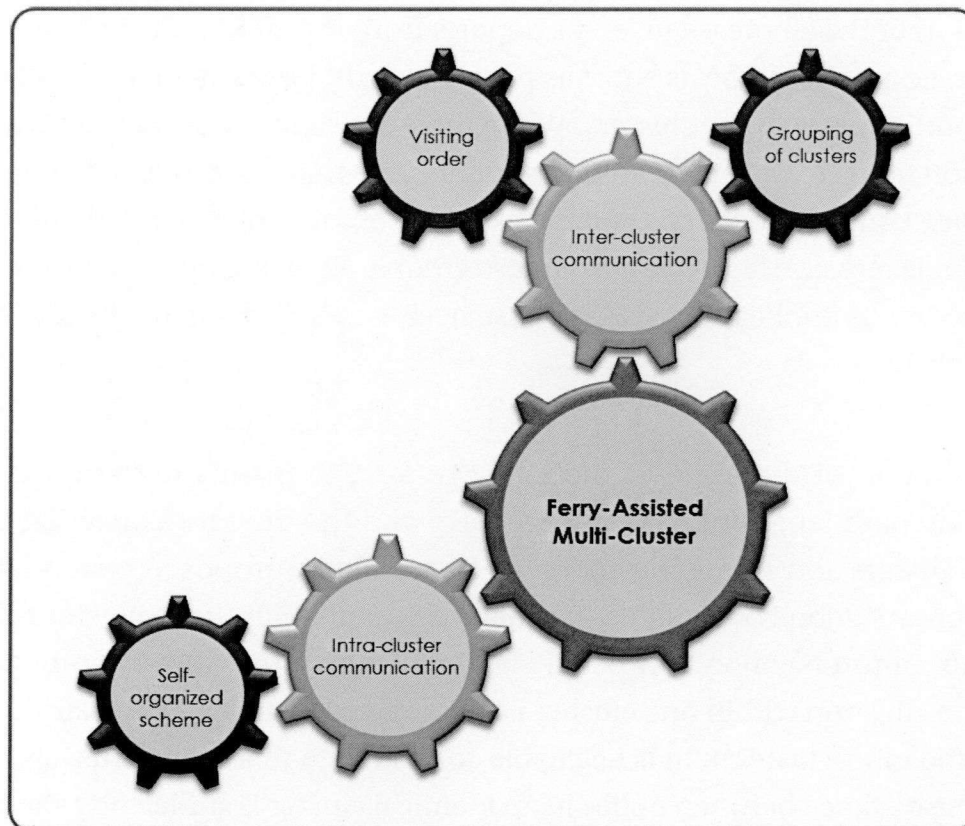 Visiting
order
Grouping
of clusters
Inter-cluster
communication
Ferry-Assisted
Multi-Cluster
Intra-cluster
communication
Self-
organized
scheme